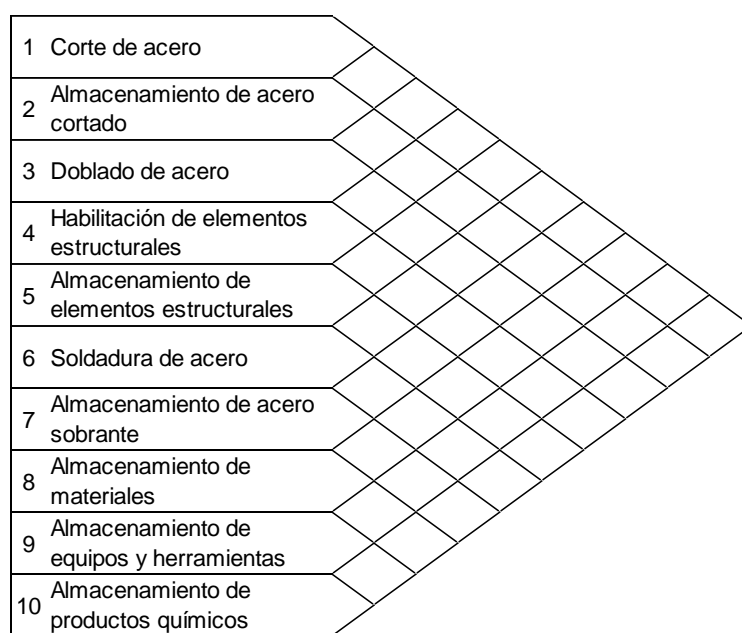 1 Corte de acero
2 Almacenamiento de acero
cortado
3 Doblado de acero
4 Habilitación de elementos
estructurales
5 Almacenamiento de
elementos estructurales
6 Soldadura de acero
7 Almacenamiento de acero
sobrante
8 Almacenamiento de
materiales
9 Almacenamiento de
equipos y herramientas
10 Almacenamiento de
productos químicos